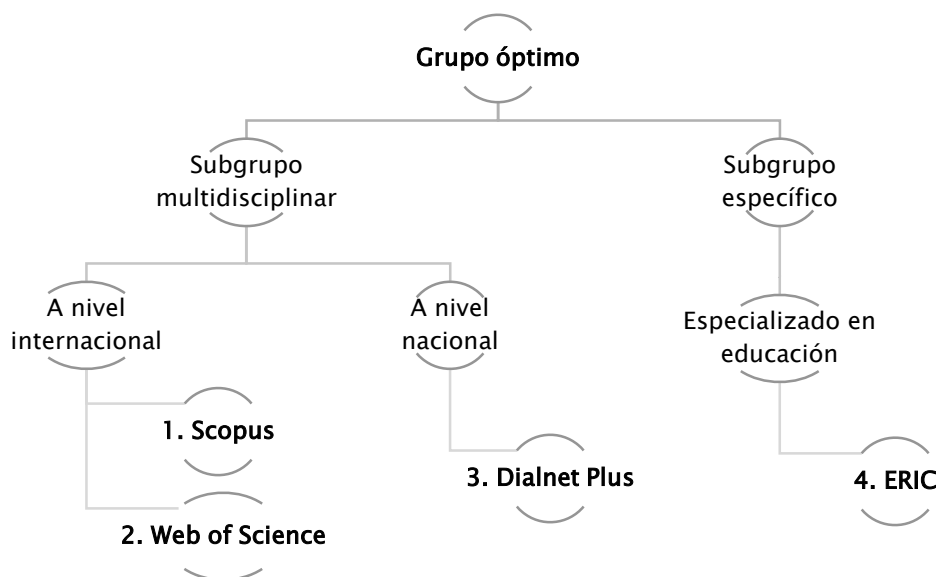 Grupo óptimo
Subgrupo
multidisciplinar
Subgrupo
específico
A nivel
internacional
A nivel
nacional
Especializado en
educación
1. Scopus
2. Web of Science
3. Dialnet Plus
4. ERIC